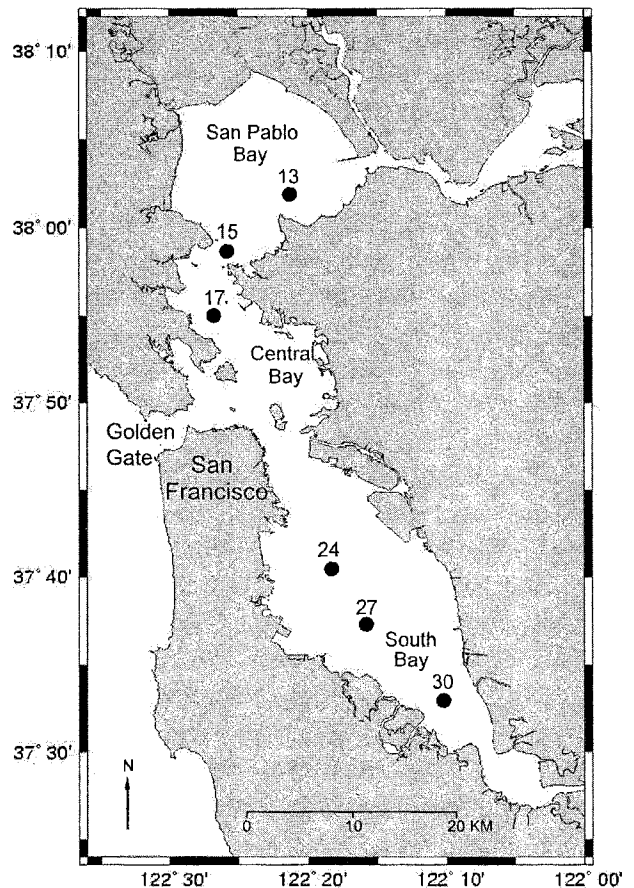 38° 10'
San Pablo
Bay
13
38° 00'
15
17.
Central
Bay
37° 50'
Golden
Gate
San
Francisco
24
37° 40'
27
South
Bay
30
37° 30'
N
0 10 20 KM
122° 30' 122° 20' 122° 10' 122° 00'